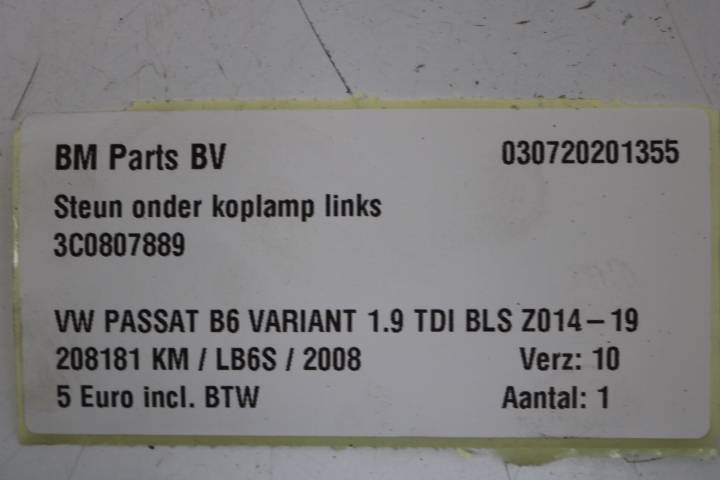 BM Parts BV 030720201355
Steun onder koplamp links
3C0807889
VW PASSAT B6 VARIANT 1.9 TDI BLS Z014-19
208181 KM / LB6S / 2008 Verz: 10
5 Euro incl. BTW Aantal: 1